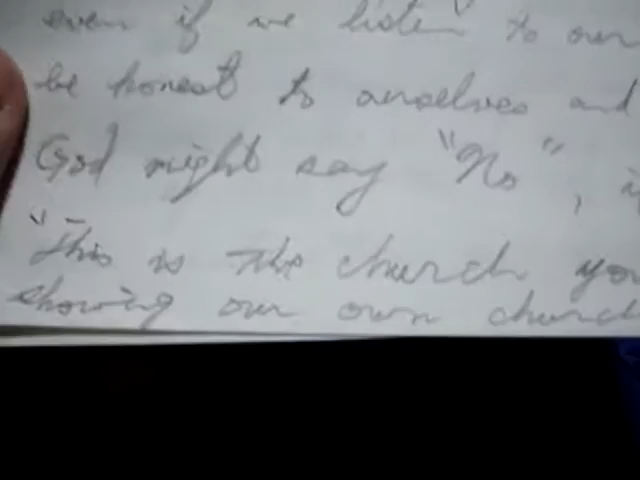 even if we listen to our
be honest to ourselves and
God might say "No", i
"This is the church you
showing our own church